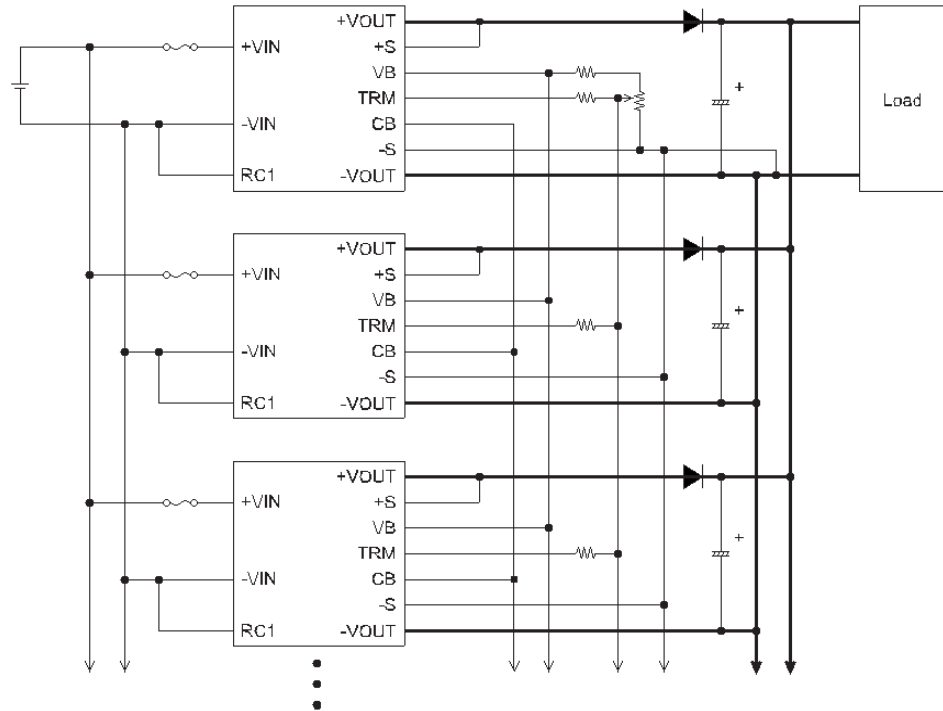 +VOUT
+VIN
+S
VB
TRM
-VIN
CB
-S
RC1
-VOUT
+
Load
+VOUT
+VIN
+S
VB
TRM
-VIN
CB
-S
RC1
-VOUT
+
+VOUT
+VIN
+S
VB
TRM
-VIN
CB
-S
RC1
-VOUT
+